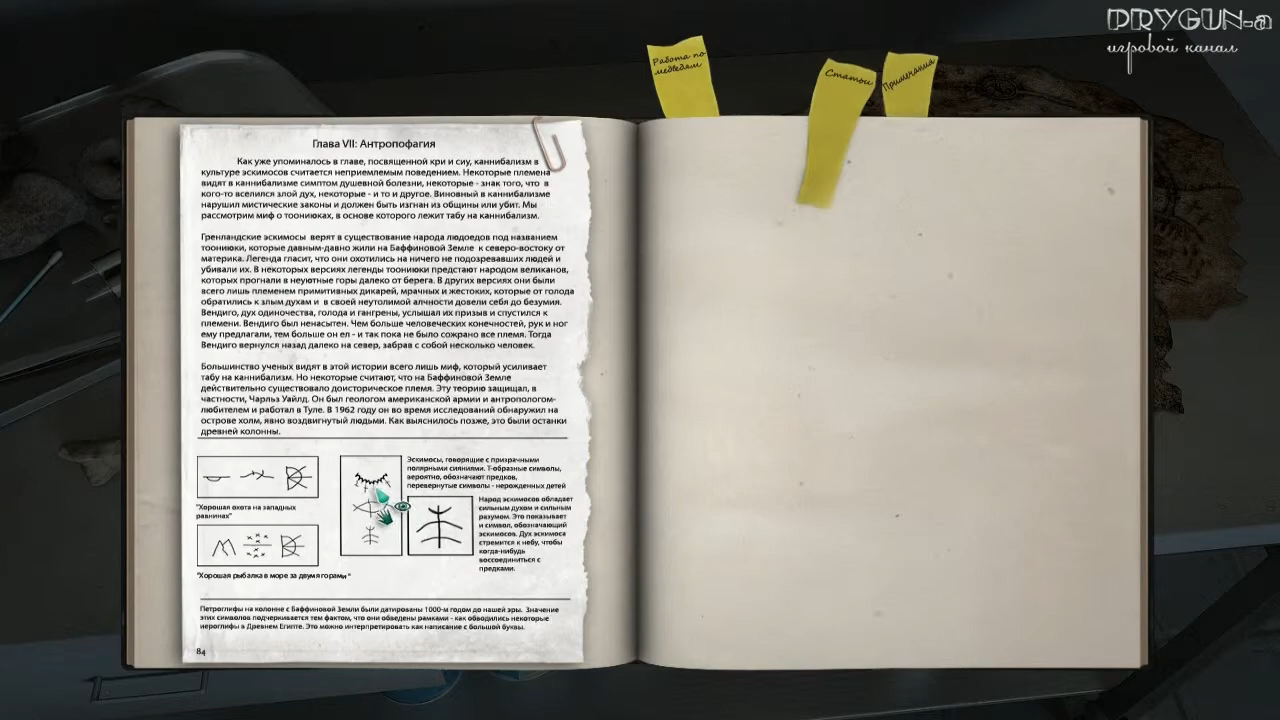 PRYGUN-a
игровой канал
Работа по
медведям
Статьи
Примечания
Глава VII: Антропофагия
Как уже упоминалось в главе, посвященной кри и сиу, каннибализм в
культуре эскимосов считается неприемлемым поведением. Некоторые племена
видят в каннибализме симптом душевной болезни, некоторые - знак того, что в
кого-то вселился злой дух, некоторые - и то и другое. Виновный в каннибализме
нарушил мистические законы и должен быть изгнан из общины или убит. Мы
рассмотрим миф о тоониюках, в основе которого лежит табу на каннибализм.
Гренландские эскимосы верят в существование народа людоедов под названием
тоониюки, которые давным-давно жили на Баффиновой Земле к северо-востоку от
материка. Легенда гласит, что они охотились на ничего не подозревавших людей и
убивали их. В некоторых версиях легенды тоониюки предстают народом великанов,
которых прогнали в неуютные горы далеко от берега. В других версиях они были
всего лишь племенем примитивных дикарей, мрачных и жестоких, которые от голода
обратились к злым духам и в своей неутолимой алчности довели себя до безумия.
Вендиго, дух одиночества, голода и гангрены, услышал их призыв и спустился к
племени. Вендиго был ненасытен. Чем больше человеческих конечностей, рук и ног
ему предлагали, тем больше он ел - и так пока не было сожрано все племя. Тогда
Вендиго вернулся назад далеко на север, забрав с собой несколько человек.
Большинство ученых видят в этой истории всего лишь миф, который усиливает
табу на каннибализм. Но некоторые считают, что на Баффиновой Земле
действительно существовало доисторическое племя. Эту теорию защищал, в
частности, Чарльз Уайлд. Он был геологом американской армии и антропологом-
любителем и работал в Туле. В 1962 году он во время исследований обнаружил на
острове холм, явно воздвигнутый людьми. Как выяснилось позже, это были останки
древней колонны.
"Хорошая охота на западных
равнинах"
"Хорошая рыбалка в море за двумя горами"
Эскимосы, говорящие с призрачными
полярными сияниями. Т-образные символы,
вероятно, обозначают предков,
перевернутые символы - нерожденных детей
Народ эскимосов обладает
сильным духом и сильным
разумом. Это показывает
и символ, обозначающий
эскимосов. Дух эскимоса
стремится к небу, чтобы
когда-нибудь
воссоединиться с
предками.
Петроглифы на колонне с Баффиновой Земли были датированы 1000-м годом до нашей эры. Значение
этих символов подчеркивается тем фактом, что они обведены рамками - как обводились некоторые
иероглифы в Древнем Египте. Это можно интерпретировать как написание с большой буквы.
84